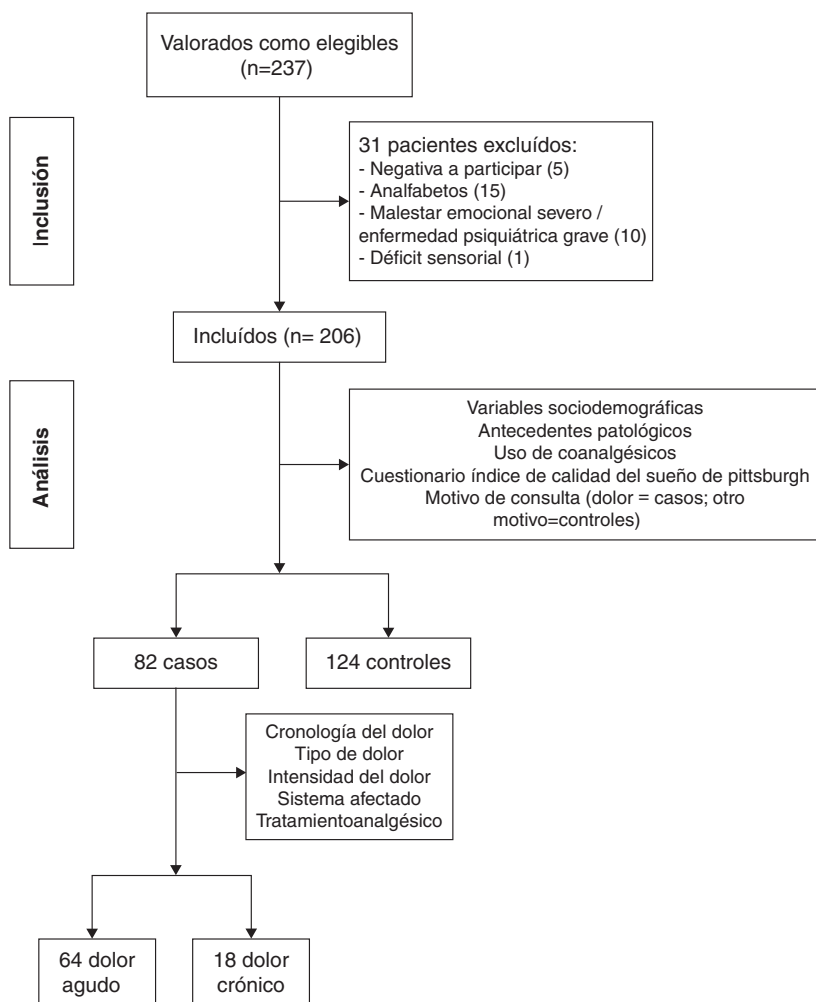 Valorados como elegibles
(n=237)
Inclusión
31 pacientes excluídos:
- Negativa a participar (5)
- Analfabetos (15)
- Malestar emocional severo /
enfermedad psiquiátrica grave (10)
- Déficit sensorial (1)
Incluídos (n= 206)
Análisis
Variables sociodemográficas
Antecedentes patológicos
Uso de coanalgésicos
Cuestionario índice de calidad del sueño de pittsburgh
Motivo de consulta (dolor = casos; otro
motivo=controles)
82 casos
124 controles
Cronología del dolor
Tipo de dolor
Intensidad del dolor
Sistema afectado
Tratamientoanalgésico
64 dolor
agudo
18 dolor
crónico